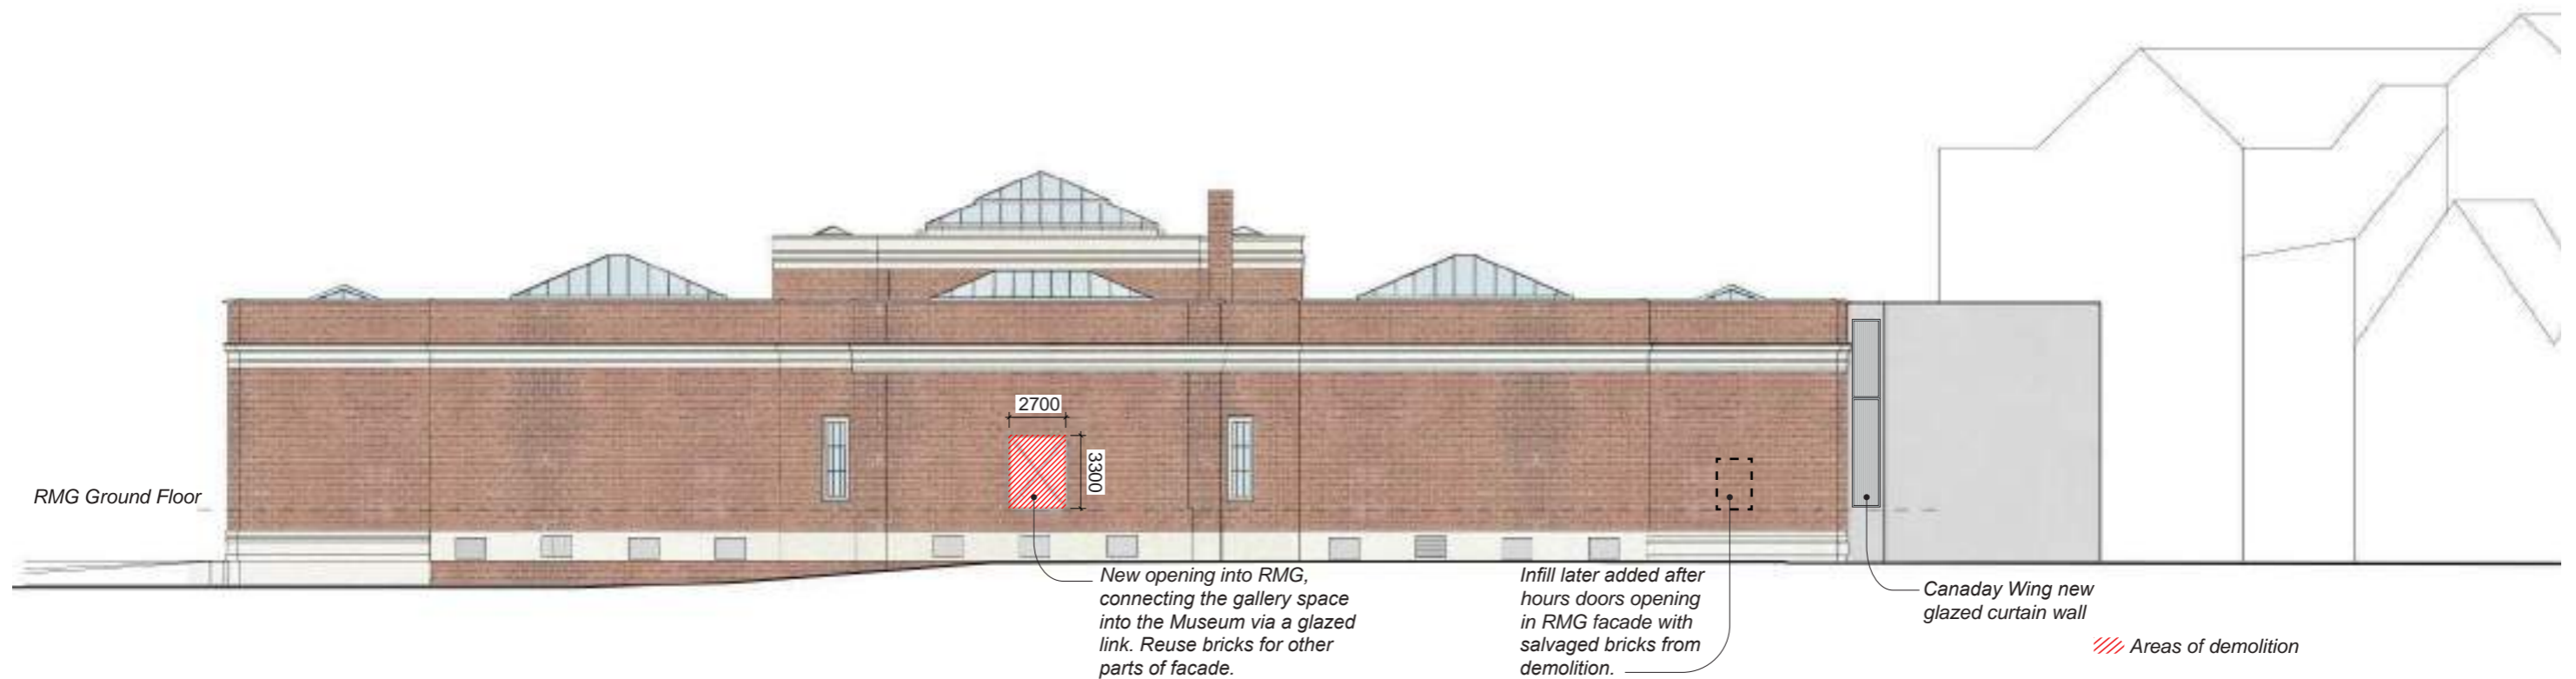 2700
3300
RMG Ground Floor
New opening into RMG,
connecting the gallery space
into the Museum via a glazed
link. Reuse bricks for other
parts of facade.
Infill later added after
hours doors opening
in RMG facade with
salvaged bricks from
demolition.
Canaday Wing new
glazed curtain wall
Areas of demolition